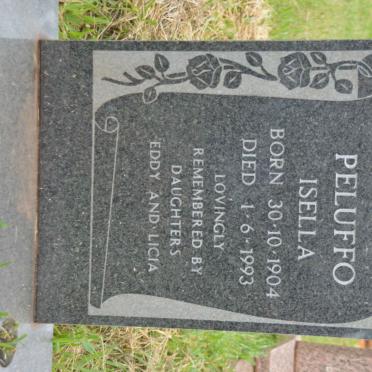 PELUFFO
ISELLA
BORN 30·10·1904
DIED 1·6·1993
LOVINGLY
REMEMBERED BY
DAUGHTERS
EDDY AND LICIA